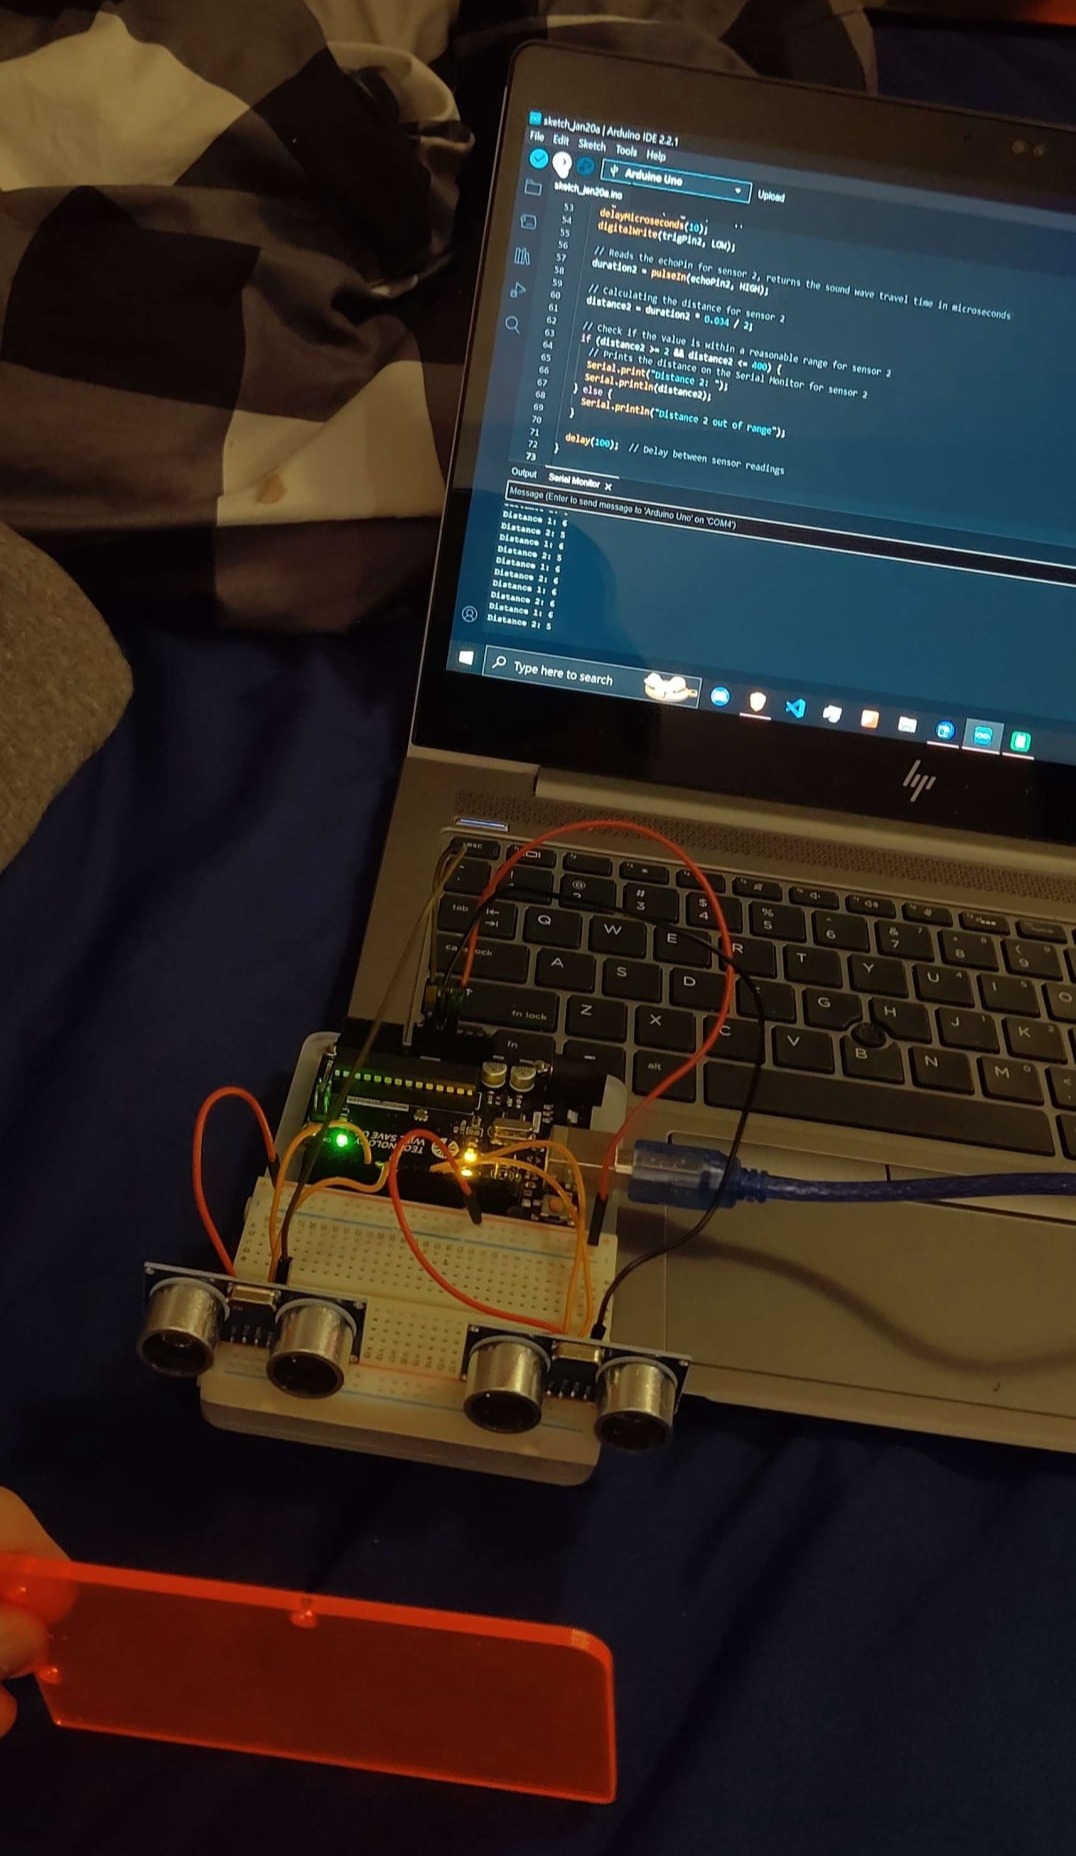 sketch_jan20a | Arduino IDE 2.2.1
File Edit Sketch Tools Help
Arduino Uno
Upload
sketch_jan20a.ino
53
54 delayMicroseconds(10);
55 digitalWrite(trigPin2, LOW);
56
57 // Reads the echoPin for sensor 2, returns the sound wave travel time in microseconds
58 duration2 = pulseIn(echoPin2, HIGH);
59
60 // Calculating the distance for sensor 2
61 distance2 = duration2 * 0.034 / 2;
62
63 // Check if the value is within a reasonable range for sensor 2
64 if (distance2 >= 2 && distance2 <= 400) {
65 // Prints the distance on the Serial Monitor for sensor 2
66 Serial.print("Distance 2: ");
67 Serial.println(distance2);
68 } else {
69 Serial.println("Distance 2 out of range");
70 }
71
72 delay(100); // Delay between sensor readings
73 }
Output Serial Monitor x
Message (Enter to send message to 'Arduino Uno' on 'COM4')
Distance 1: 6
Distance 2: 5
Distance 1: 6
Distance 2: 5
Distance 1: 6
Distance 2: 6
Distance 1: 6
Distance 2: 6
Distance 1: 6
Distance 2: 5
Type here to search
hp
esc
! @ # 3 $ 4 % 5 ^ 6 & 7 * 8 ( 9
tab Q W E R T Y U I O
A S D G H J K
fn lock Z X C V B N M
fn alt